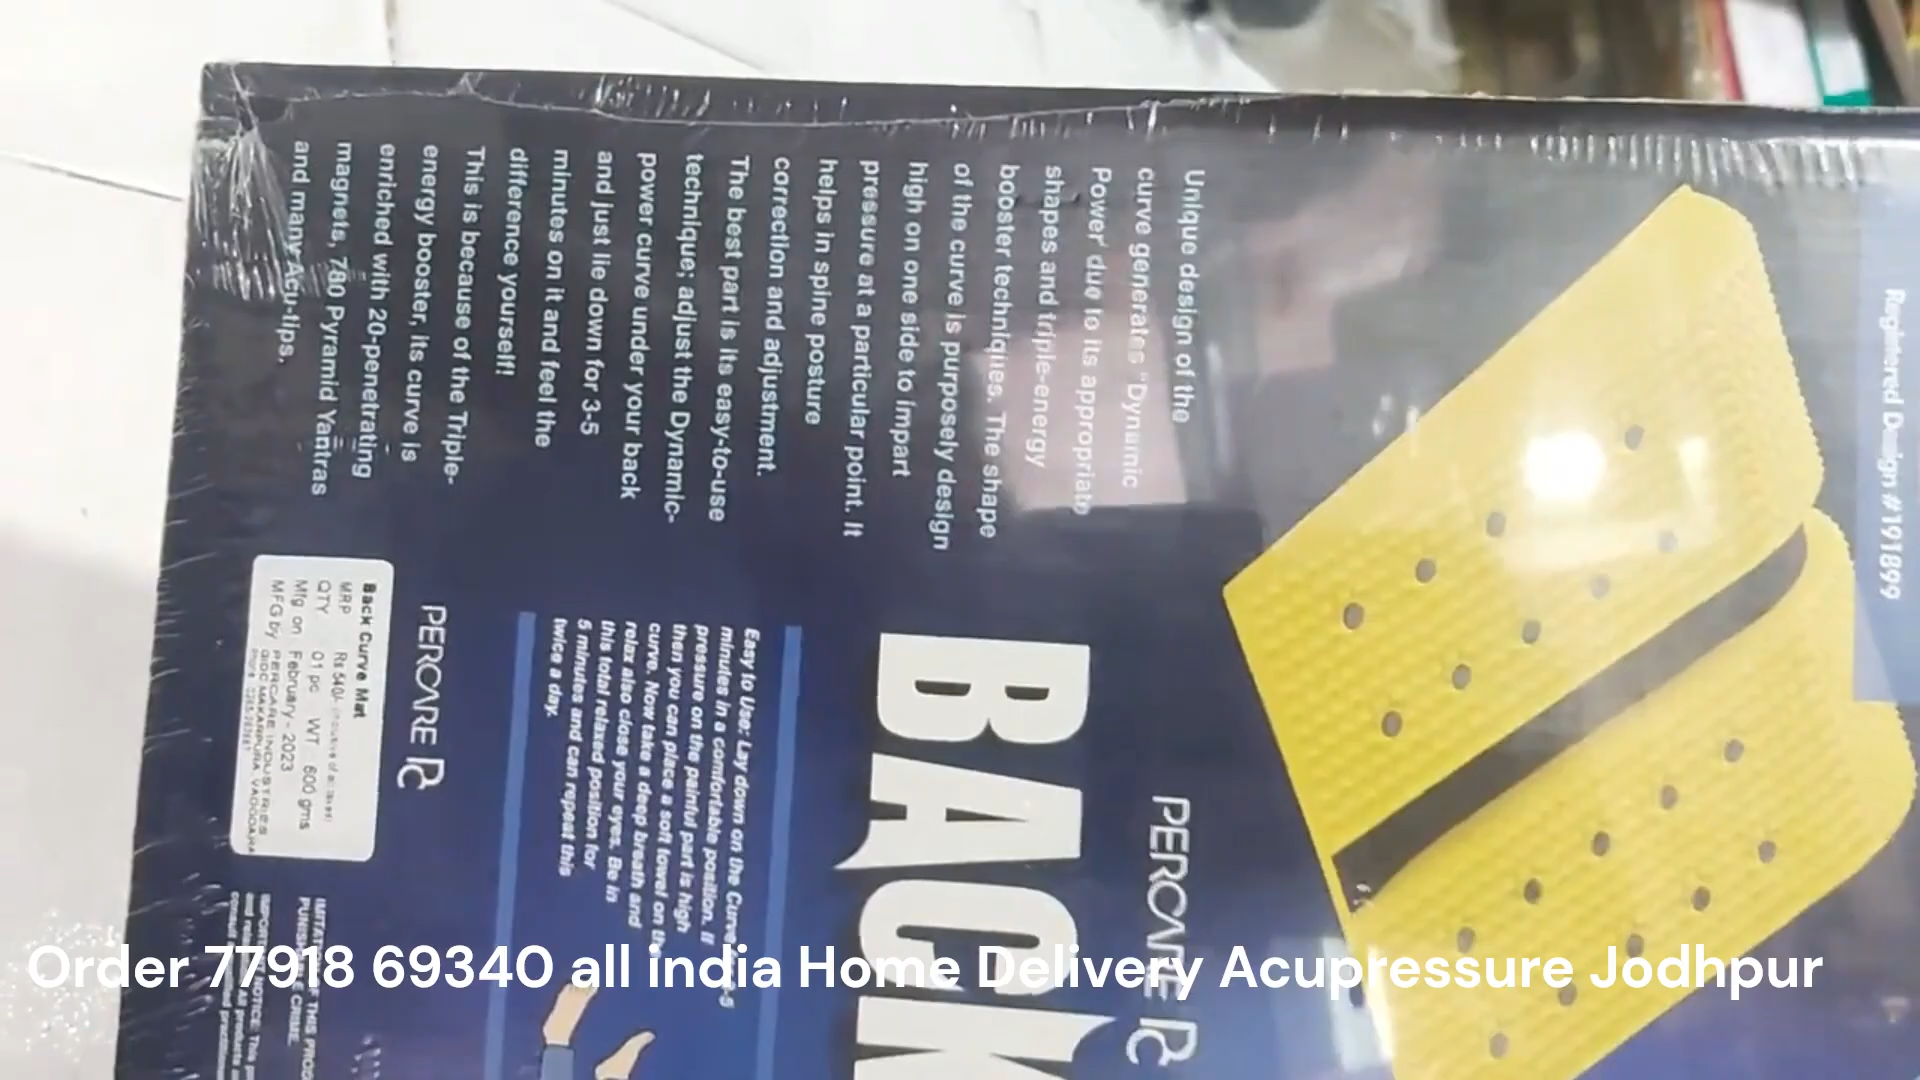 Registered Design #191899
Unique design of the
curve generates "Dynamic
Power' due to its appropriate
shapes and triple-energy
booster techniques. The shape
of the curve is purposely design
high on one side to impart
pressure at a particular point. It
helps in spine posture
correction and adjustment.
The best part is its easy-to-use
technique; adjust the Dynamic-
power curve under your back
and just lie down for 3-5
minutes on it and feel the
difference yourself!
This is because of the Triple-
energy booster, its curve is
enriched with 20-penetrating
magnets, 780 Pyramid Yantras
and many Acu-tips.
PERCARE
BACK
Easy to Use: Lay down on the Curve
minutes in a comfortable position. If
pressure on the painful part is high
then you can place a soft towel on the
curve. Now take a deep breath and
relax also close your eyes. Be in
this total relaxed position for
5 minutes and can repeat this
twice a day.
PERCARE
Back Curve Mat
MRP Rs 540/-
QTY 01 pc WT 600 gms
Mfg on February - 2023
MFG by PERCARE INDUSTRIES
GIDC MAKARPURA, VADODARA
Order 77918 69340 all india Home Delivery Acupressure Jodhpur